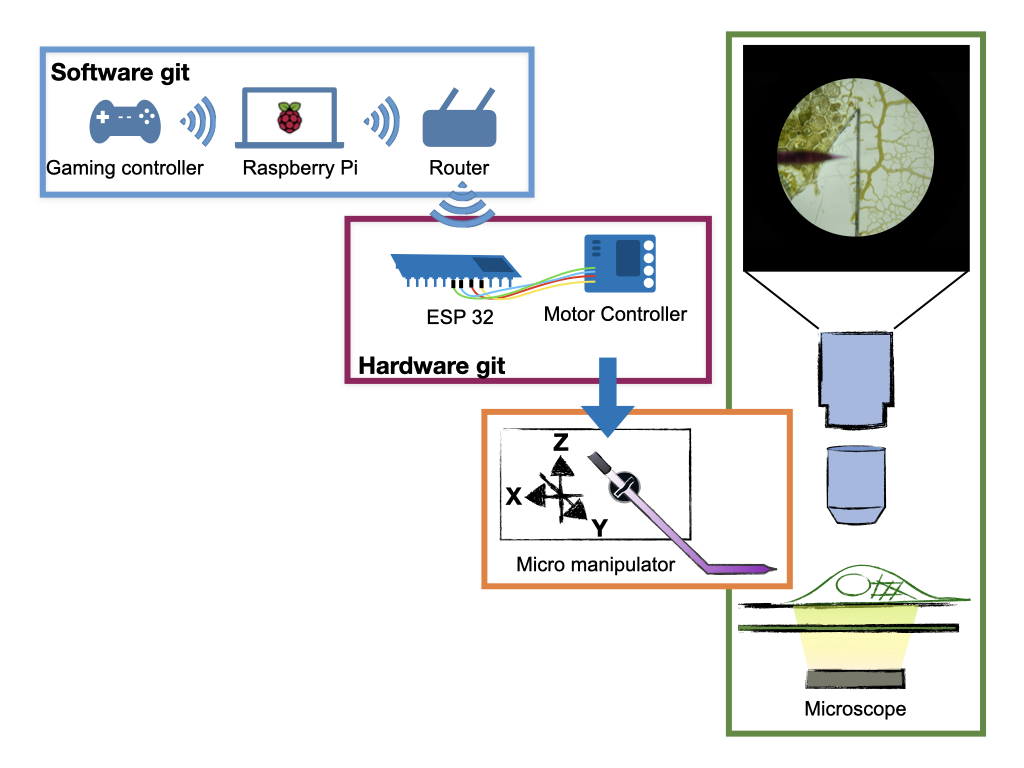 Software git
Gaming controller
Raspberry Pi
Router
ESP 32
Motor Controller
Hardware git
Z
X
Y
Micro manipulator
Microscope